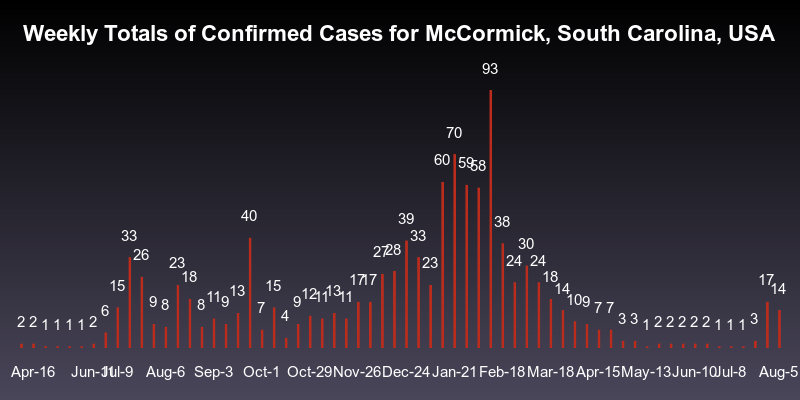 Weekly Totals of Confirmed Cases for McCormick, South Carolina, USA
93
70
60 59 58
40 39 38
33 33
26 27 28 30
23 18 23 24 24
15 15 17 17 18 17
13 12 11 13 11 14 14
9 8 8 11 9 9 10 9
6 7 4 7 7
2 2 1 1 1 1 2 3 3 1 2 2 2 2 2 1 1 1 3
Apr-16 Jul-9 Aug-6 Sep-3 Oct-1 Oct-29 Nov-26 Dec-24 Jan-21 Feb-18 Mar-18 Apr-15 May-13 Jun-10 Jul-8 Aug-5